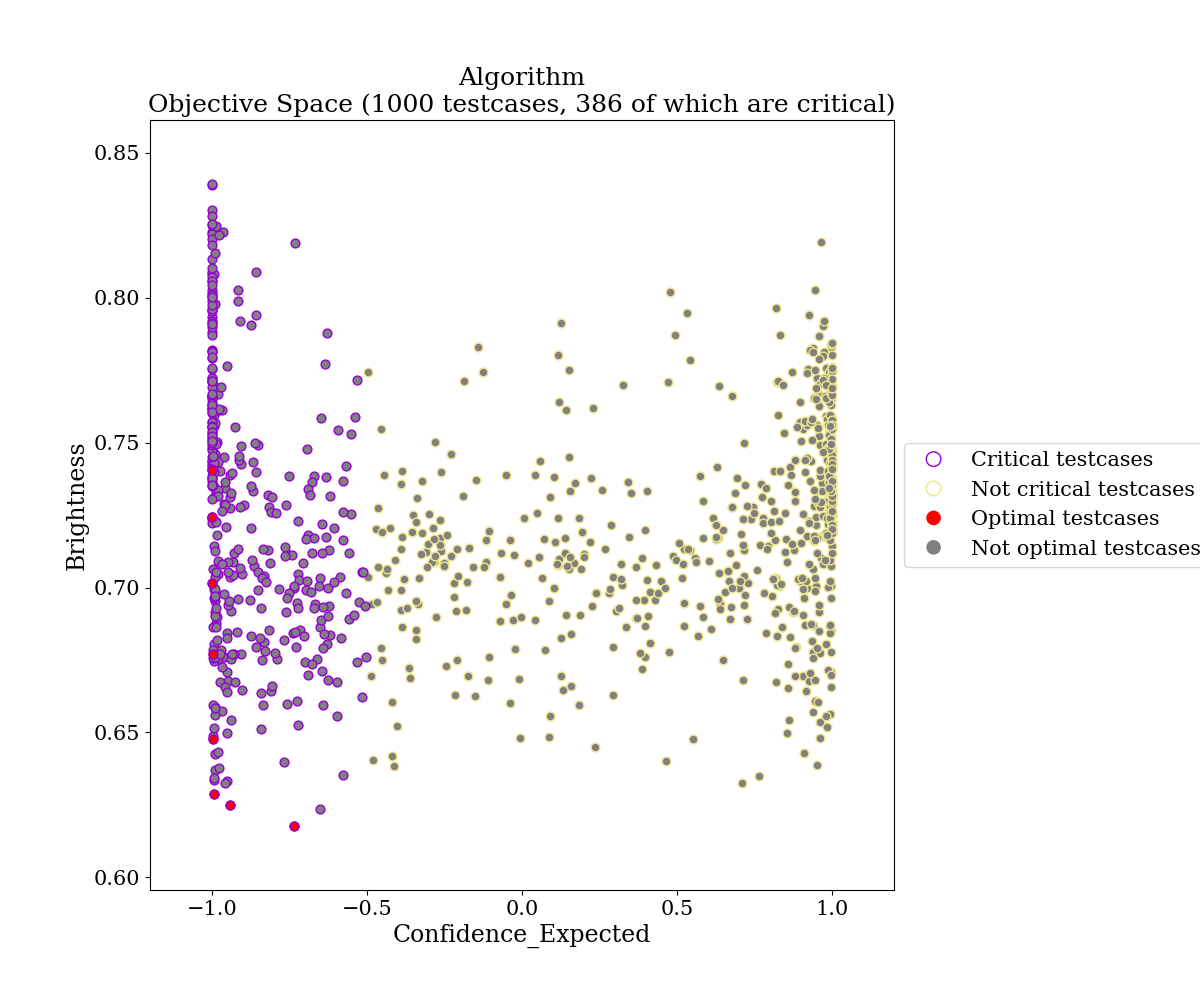 Algorithm
Objective Space (1000 testcases, 386 of which are critical)
0.85
0.80
0.75
0.70
0.65
0.60
Brightness
−1.0
−0.5
0.0
0.5
1.0
Confidence_Expected
Critical testcases
Not critical testcases
Optimal testcases
Not optimal testcases